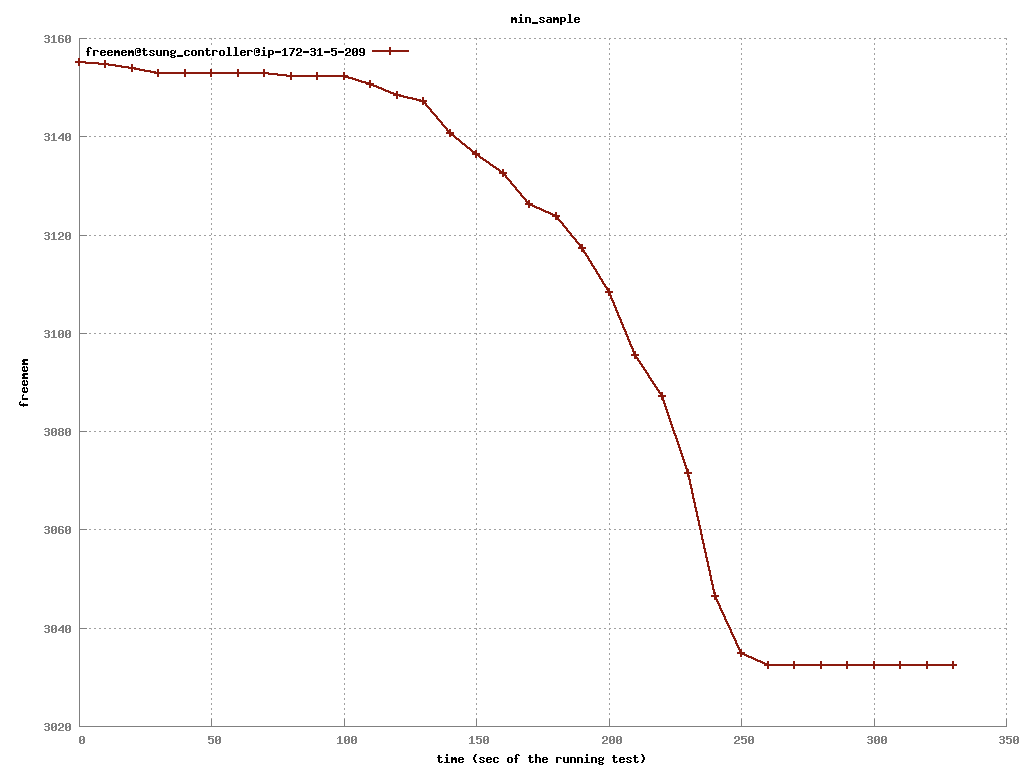 min_sample
3160
freemem@tsung_controller@ip-172-31-5-209
3140
3120
3100
freemem
3080
3060
3040
3020
0 50 100 150 200 250 300 350
time (sec of the running test)